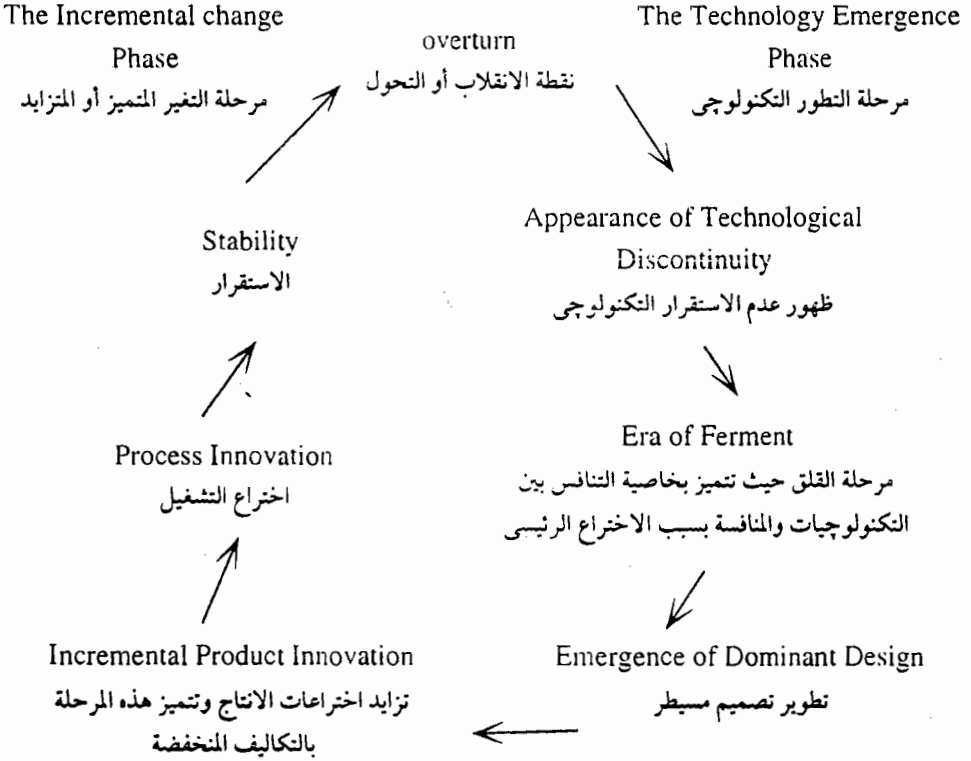 The Incremental change
Phase
مرحلة التغير المتميز أو المتزايد
overturn
نقطة الانقلاب أو التحول
The Technology Emergence
Phase
مرحلة التطور التكنولوچى
Appearance of Technological
Discontinuity
ظهور عدم الاستقرار التكنولوچى
Era of Ferment
مرحلة القلق حيث تتميز بخاصية التنافس بين
التكنولوچيات والمنافسة بسبب الاختراع الرئيسى
Emergence of Dominant Design
تطوير تصميم مسيطر
Incremental Product Innovation
تزايد اختراعات الانتاج وتتميز هذه المرحلة
بالتكاليف المنخفضة
Process Innovation
اختراع التشغيل
Stability
الاستقرار